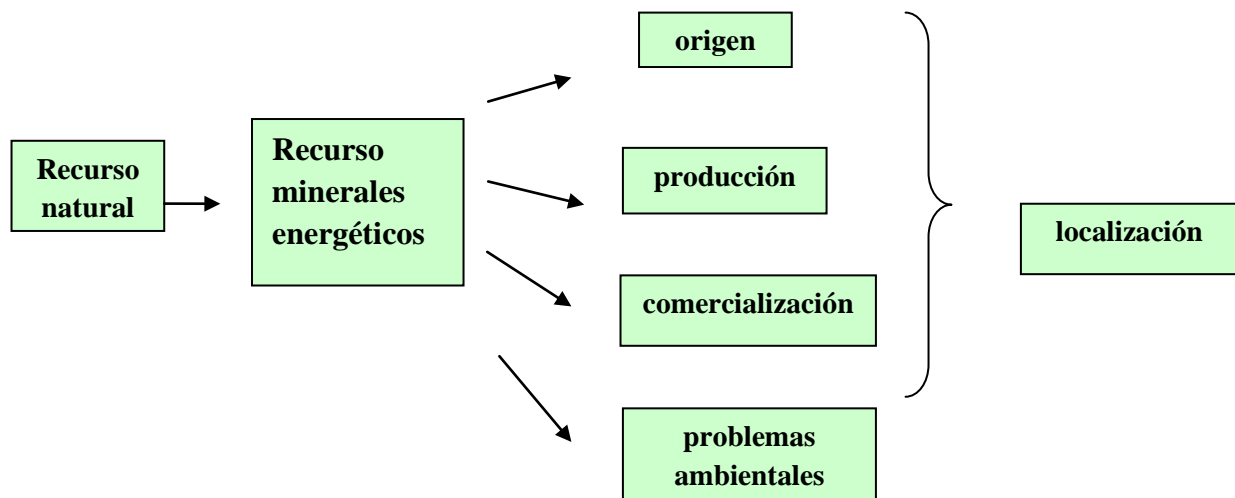 Recurso
natural
Recurso
minerales
energéticos
origen
producción
comercialización
problemas
ambientales
localización